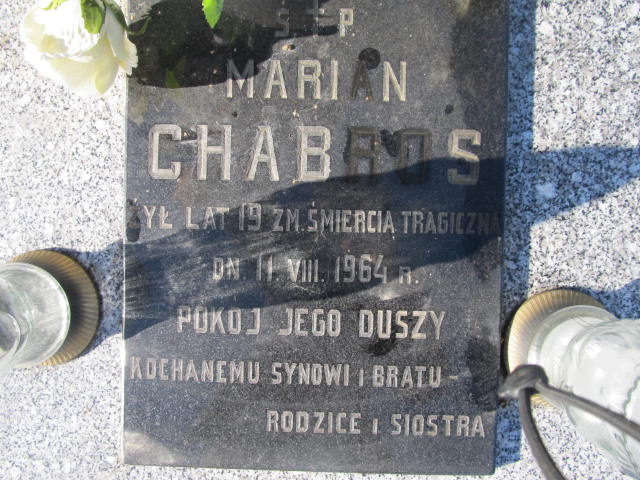 Ś P
MARIAN
CHABROS
ŻYŁ LAT 19 ZM. ŚMIERCIĄ TRAGICZNĄ
DN. 11. VIII. 1964 R.
POKÓJ JEGO DUSZY
KOCHANEMU SYNOWI I BRATU -
RODZICE I SIOSTRA